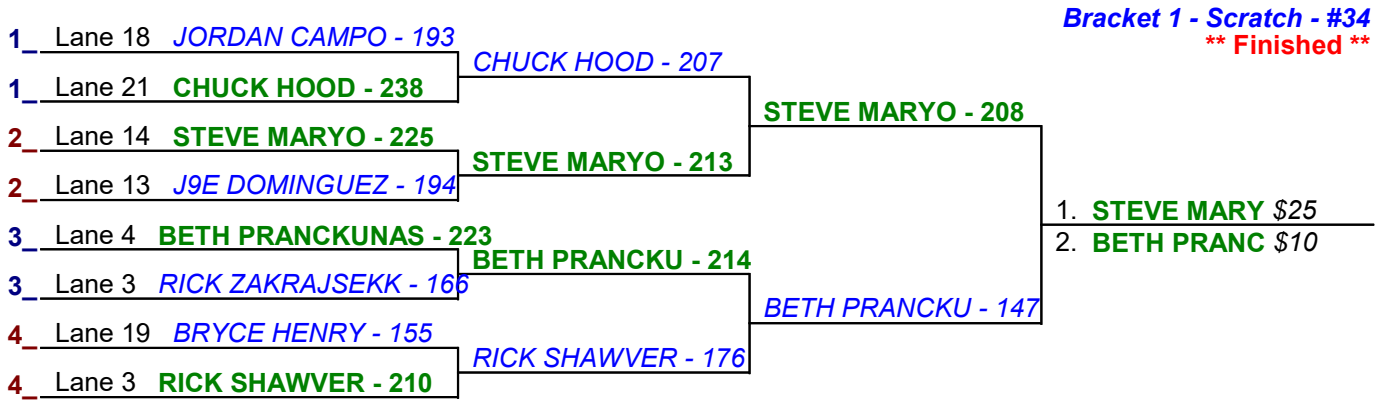 Bracket 1 - Scratch - #34
** Finished **
1_ Lane 18 JORDAN CAMPO - 193
CHUCK HOOD - 207
1_ Lane 21 CHUCK HOOD - 238
STEVE MARYO - 208
2_ Lane 14 STEVE MARYO - 225
STEVE MARYO - 213
2_ Lane 13 J9E DOMINGUEZ - 194
1. STEVE MARY $25
3_ Lane 4 BETH PRANCKUNAS - 223
2. BETH PRANC $10
BETH PRANCKU - 214
3_ Lane 3 RICK ZAKRAJSEKK - 166
BETH PRANCKU - 147
4_ Lane 19 BRYCE HENRY - 155
RICK SHAWVER - 176
4_ Lane 3 RICK SHAWVER - 210